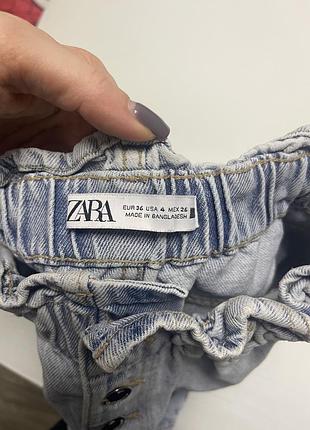 ZARA
EUR 36 USA 4 MEX 26
MADE IN BANGLADESH